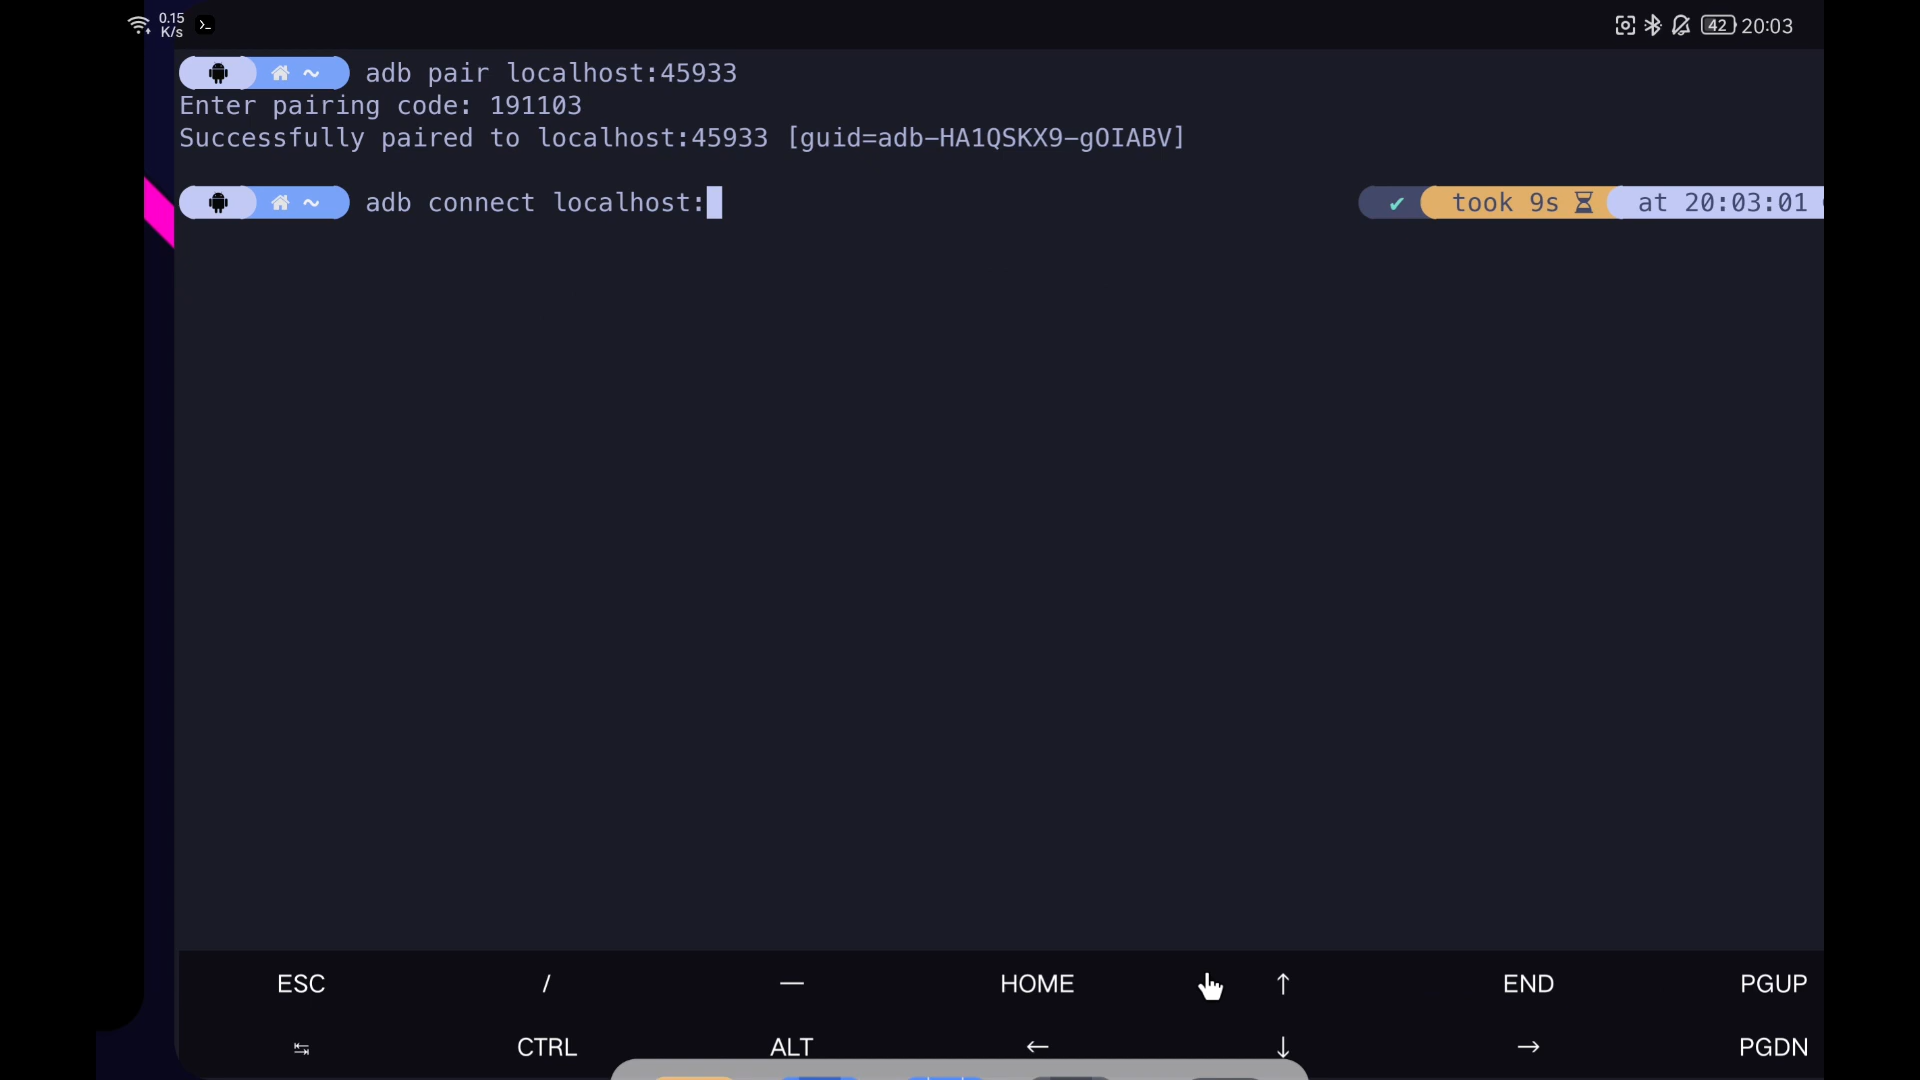 0.15
K/s
42 20:03
~ adb pair localhost:45933
Enter pairing code: 191103
Successfully paired to localhost:45933 [guid=adb-HA1QSKX9-gOIABV]
~ adb connect localhost:
✔ took 9s at 20:03:01
ESC / — HOME ↑ END PGUP
↹ CTRL ALT ← ↓ → PGDN